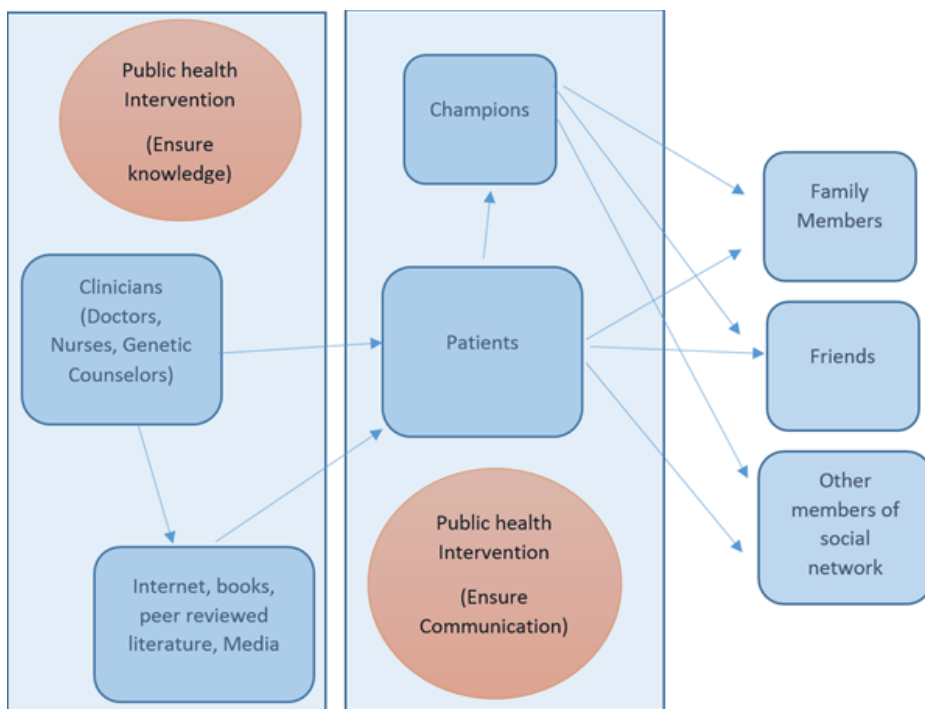 Public health
Intervention
(Ensure
knowledge)
Clinicians
(Doctors,
Nurses, Genetic
Counselors)
Internet, books,
peer reviewed
literature, Media
Champions
Patients
Public health
Intervention
(Ensure
Communication)
Family
Members
Friends
Other
members of
social
network